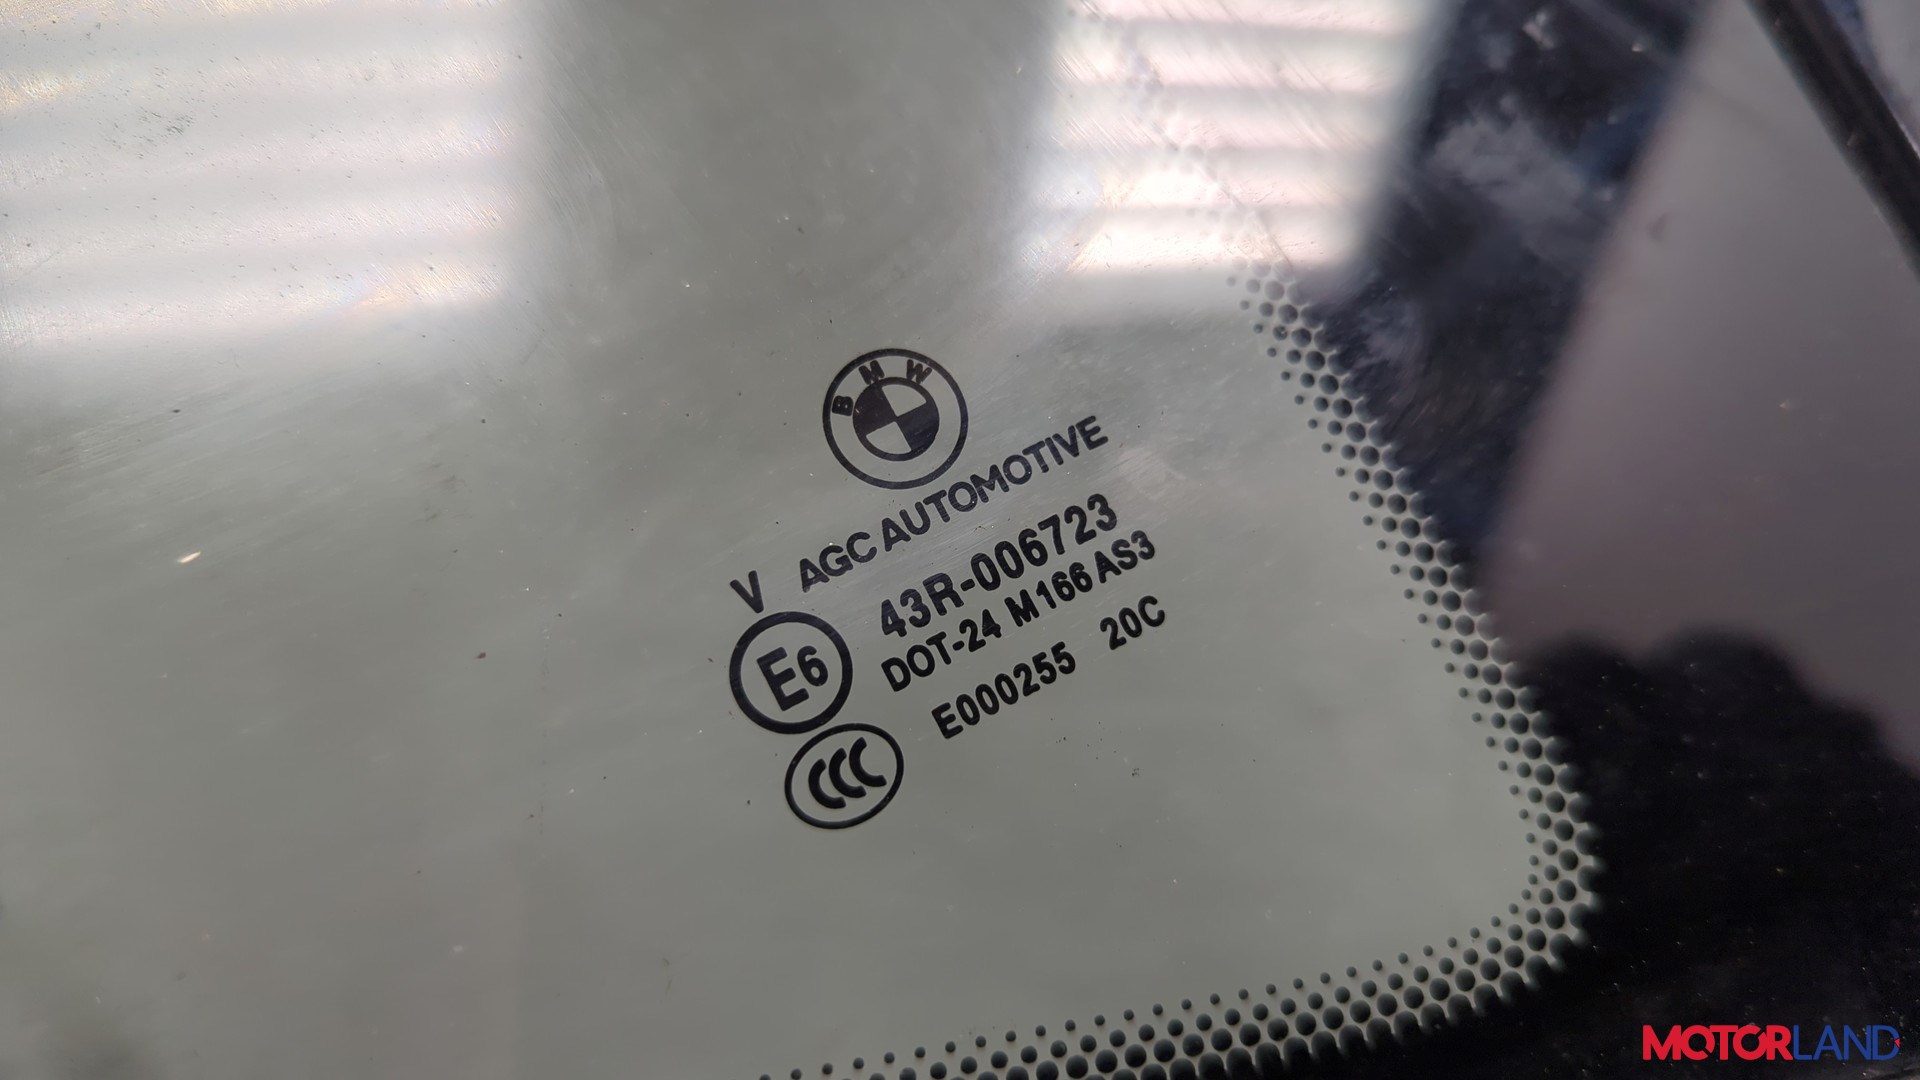 BMW
V AGC AUTOMOTIVE
E6 43R-006723
DOT-24 M166 AS3
CCC E000255 20C
MOTORLAND